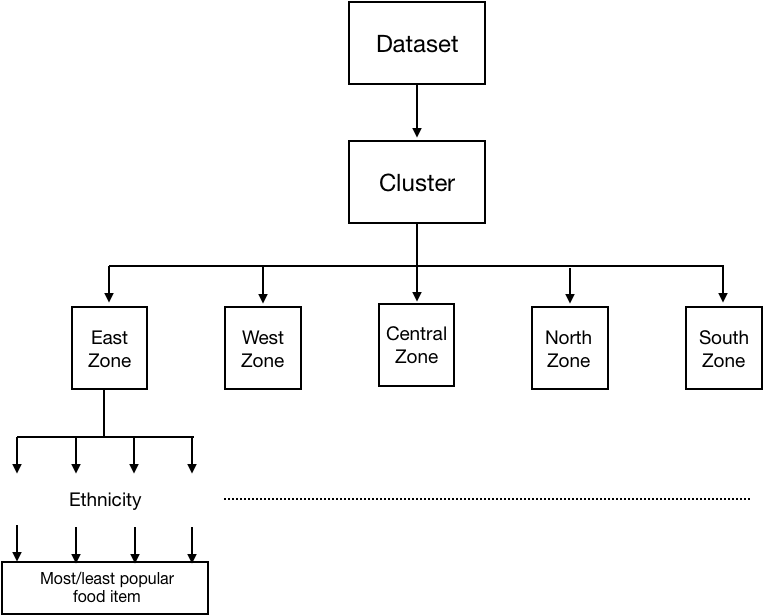 Dataset
Cluster
East
Zone
West
Zone
Central
Zone
North
Zone
South
Zone
Ethnicity
Most/least popular
food item